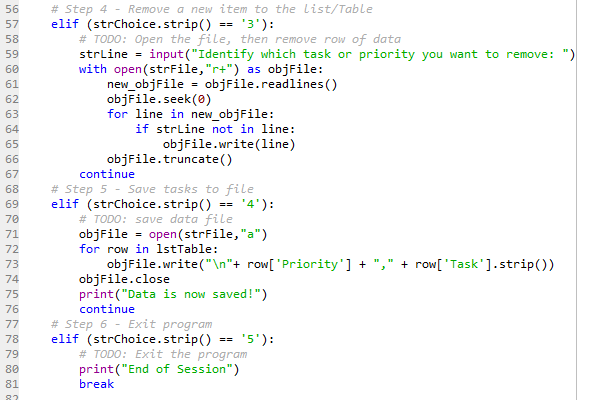 56 # Step 4 - Remove a new item to the list/Table
57 elif (strChoice.strip() == '3'):
58 # TODO: Open the file, then remove row of data
59 strLine = input("Identify which task or priority you want to remove: ")
60 with open(strFile,"r+") as objFile:
61 new_objFile = objFile.readlines()
62 objFile.seek(0)
63 for line in new_objFile:
64 if strLine not in line:
65 objFile.write(line)
66 objFile.truncate()
67 continue
68 # Step 5 - Save tasks to file
69 elif (strChoice.strip() == '4'):
70 # TODO: save data file
71 objFile = open(strFile,"a")
72 for row in lstTable:
73 objFile.write("\n"+ row['Priority'] + "," + row['Task'].strip())
74 objFile.close
75 print("Data is now saved!")
76 continue
77 # Step 6 - Exit program
78 elif (strChoice.strip() == '5'):
79 # TODO: Exit the program
80 print("End of Session")
81 break
82